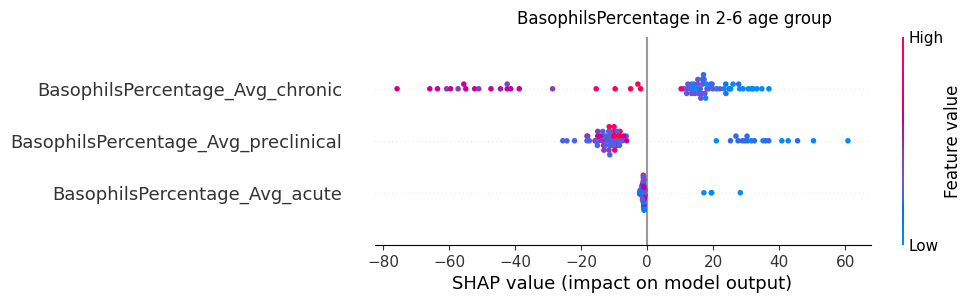 BasophilsPercentage in 2-6 age group
High
BasophilsPercentage_Avg_chronic
BasophilsPercentage_Avg_preclinical
BasophilsPercentage_Avg_acute
Feature value
Low
−80 −60 −40 −20 0 20 40 60
SHAP value (impact on model output)